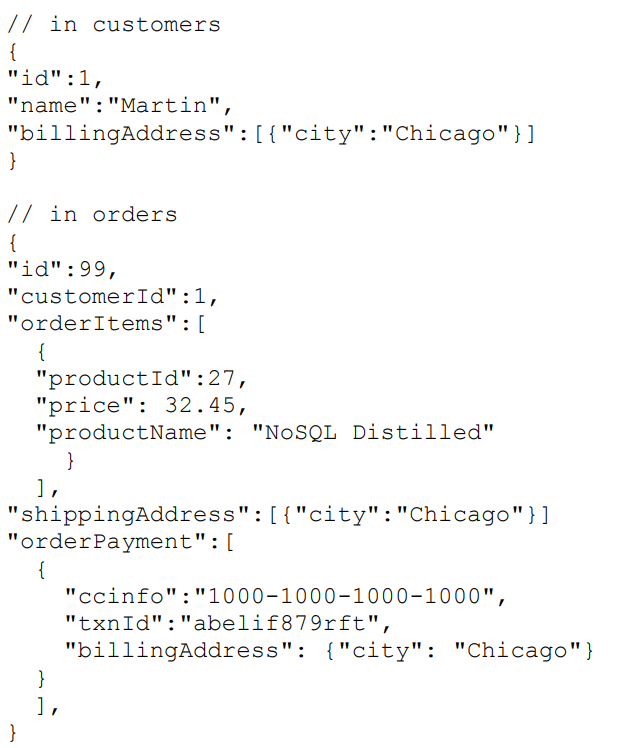 // in customers
{
"id":1,
"name":"Martin",
"billingAddress":[{"city":"Chicago"}]
}
// in orders
{
"id":99,
"customerId":1,
"orderItems":[
  {
  "productId":27,
  "price": 32.45,
  "productName": "NoSQL Distilled"
    }
  ],
"shippingAddress":[{"city":"Chicago"}]
"orderPayment":[
  {
    "ccinfo":"1000-1000-1000-1000",
    "txnId":"abelif879rft",
    "billingAddress": {"city": "Chicago"}
  }
  ],
}